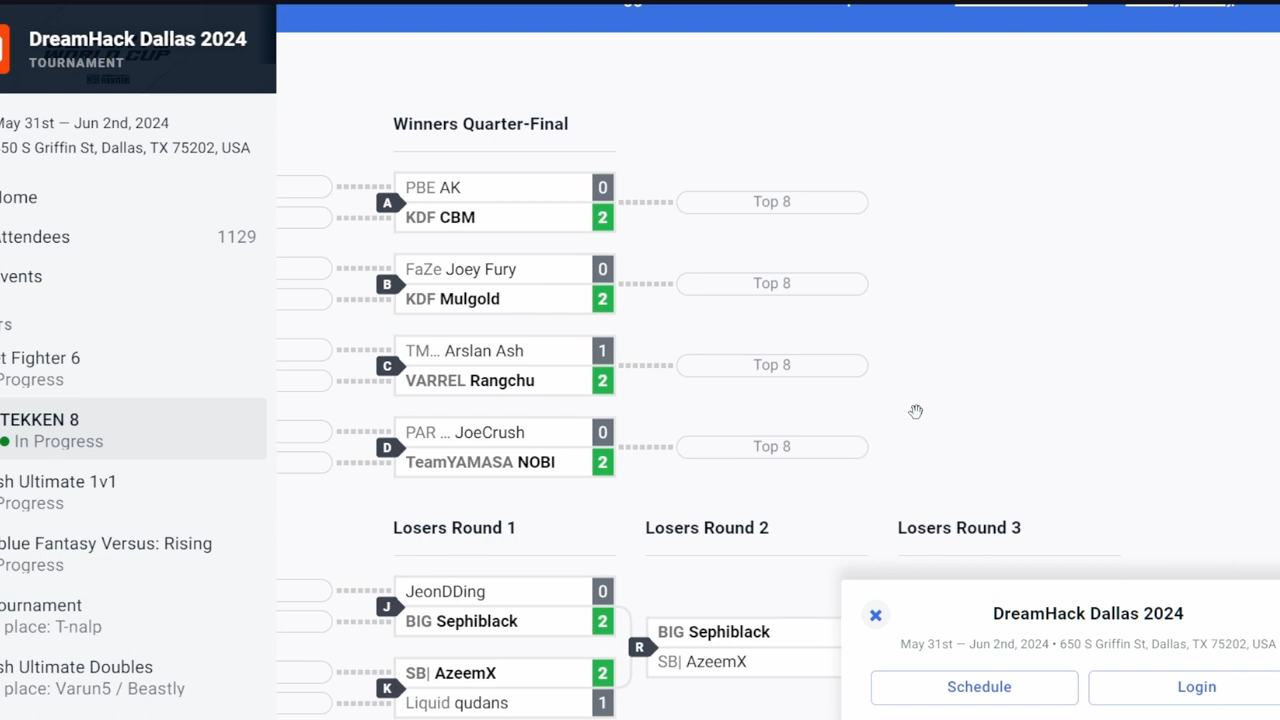 DreamHack Dallas 2024
TOURNAMENT
May 31st — Jun 2nd, 2024
50 S Griffin St, Dallas, TX 75202, USA
ome
ttendees 1129
vents
rs
t Fighter 6
Progress
TEKKEN 8
In Progress
sh Ultimate 1v1
Progress
blue Fantasy Versus: Rising
Progress
ournament
place: T-nalp
sh Ultimate Doubles
place: Varun5 / Beastly
Winners Quarter-Final
A
PBE AK 0
KDF CBM 2
Top 8
B
FaZe Joey Fury 0
KDF Mulgold 2
Top 8
C
TM... Arslan Ash 1
VARREL Rangchu 2
Top 8
D
PAR ... JoeCrush 0
TeamYAMASA NOBI 2
Top 8
Losers Round 1
Losers Round 2
Losers Round 3
J
JeonDDing 0
BIG Sephiblack 2
K
SB| AzeemX 2
Liquid qudans 1
R
BIG Sephiblack
SB| AzeemX
DreamHack Dallas 2024
May 31st — Jun 2nd, 2024 • 650 S Griffin St, Dallas, TX 75202, USA
Schedule
Login